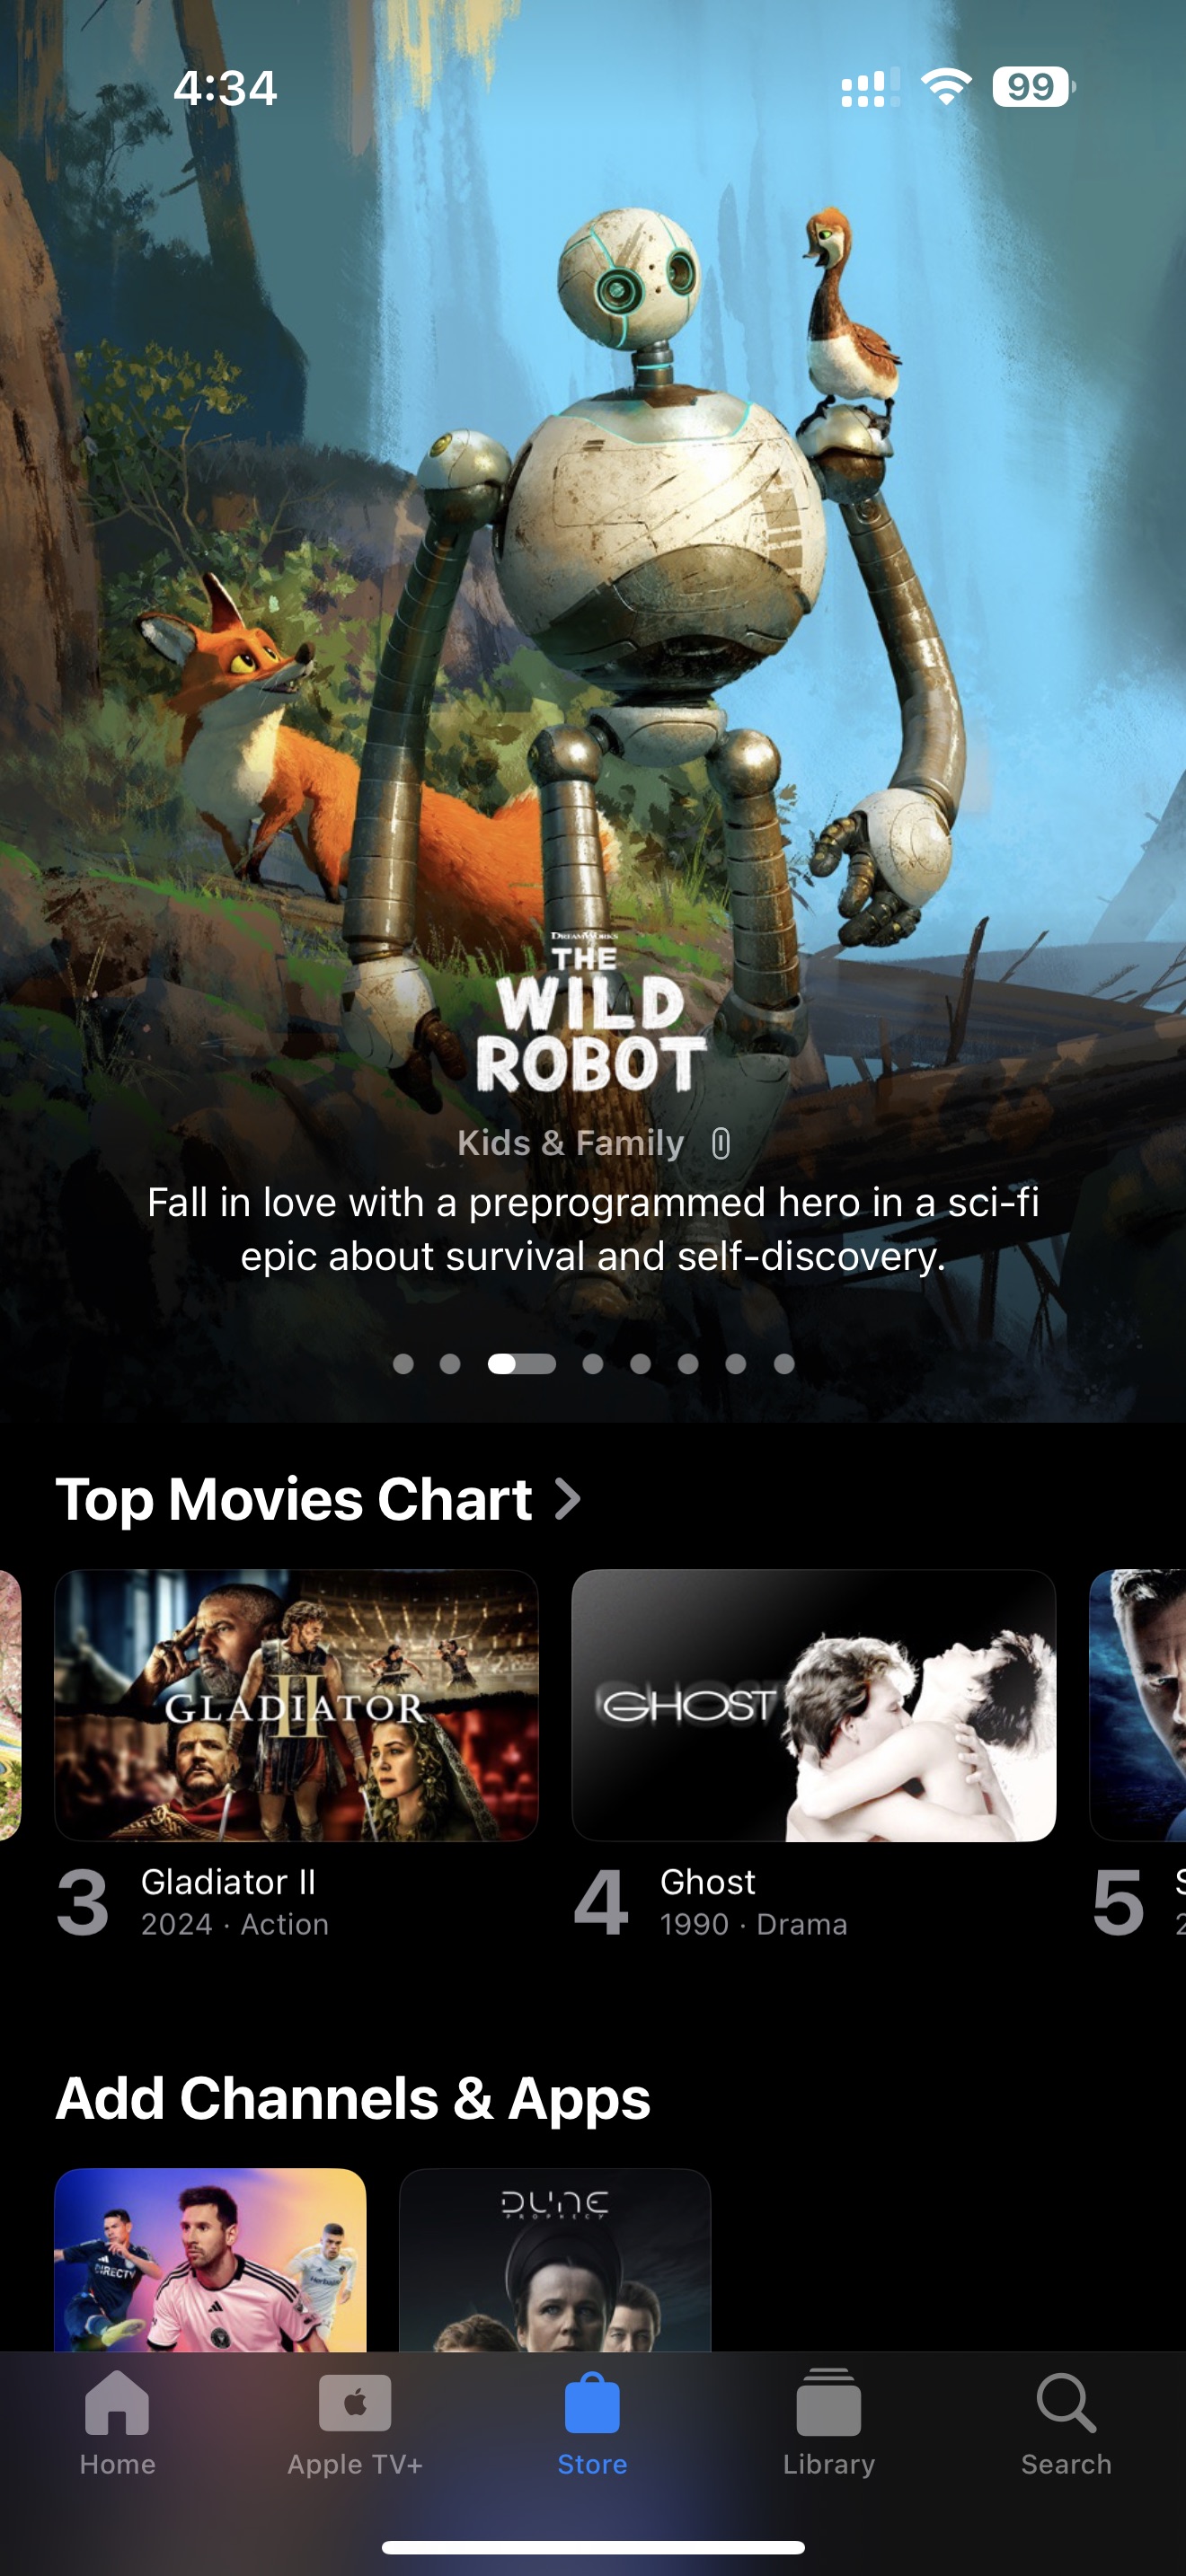 4:34
99
DREAMWORKS
THE
WILD
ROBOT
Kids & Family
Fall in love with a preprogrammed hero in a sci-fi
epic about survival and self-discovery.
Top Movies Chart
GLADIATOR
II
GHOST
3 Gladiator II
2024 · Action
4 Ghost
1990 · Drama
5
Add Channels & Apps
DIRECTV
Herbalife
DUNE
PROPHECY
Home
Apple TV+
Store
Library
Search